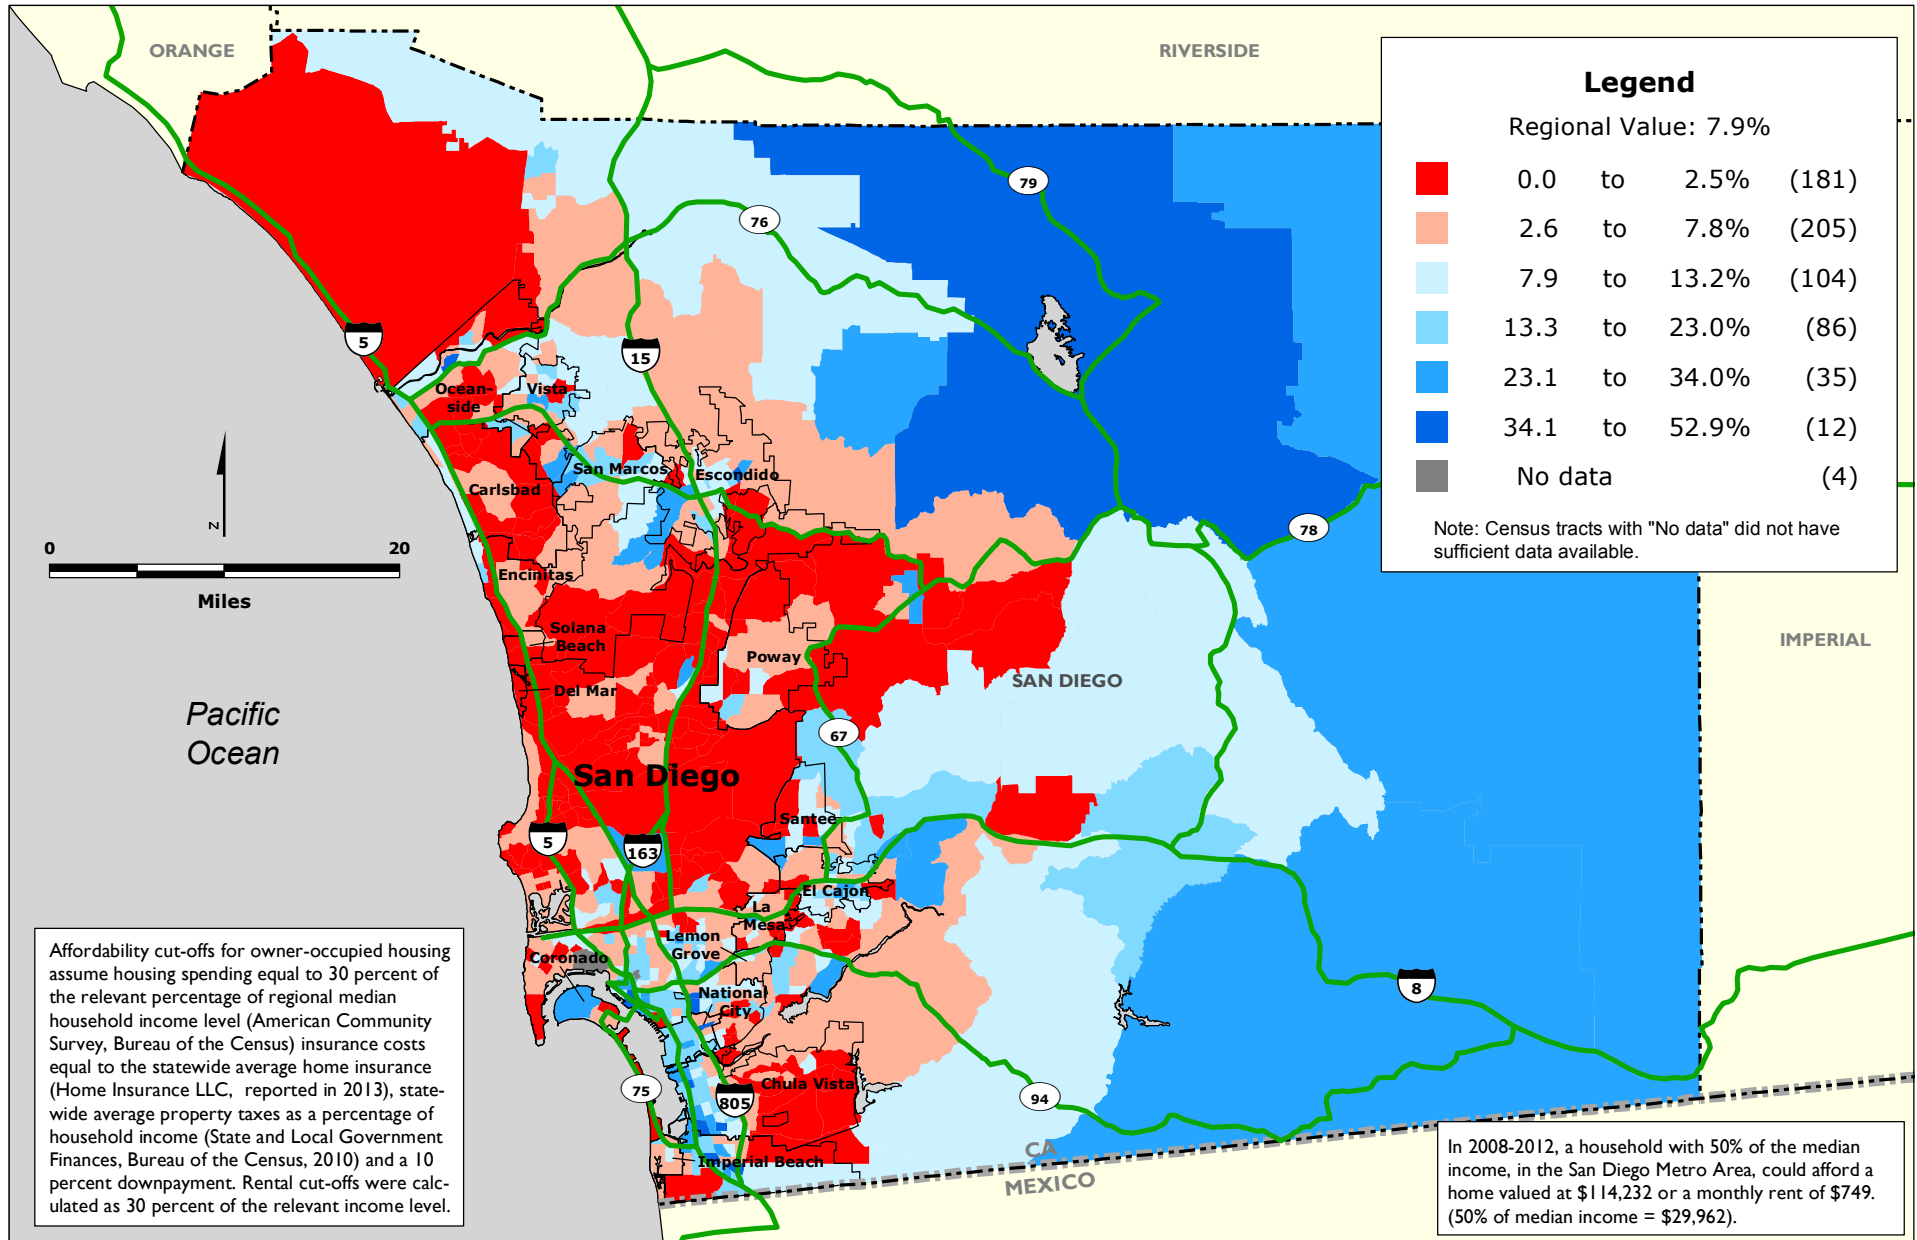 ORANGE
RIVERSIDE
Legend
Regional Value: 7.9%
0.0 to 2.5% (181)
2.6 to 7.8% (205)
7.9 to 13.2% (104)
13.3 to 23.0% (86)
23.1 to 34.0% (35)
34.1 to 52.9% (12)
No data (4)
Note: Census tracts with "No data" did not have
sufficient data available.
79
76
5
15
Ocean-
side
Vista
San Marcos
Escondido
Carlsbad
78
N
0 20
Miles
Encinitas
Solana
Beach
Poway
IMPERIAL
SAN DIEGO
Del Mar
Pacific
Ocean
67
San Diego
Santee
5
163
El Cajon
La
Mesa
Lemon
Grove
Coronado
National
City
8
Chula Vista
75
805
94
Imperial Beach
CA
MEXICO
Affordability cut-offs for owner-occupied housing
assume housing spending equal to 30 percent of
the relevant percentage of regional median
household income level (American Community
Survey, Bureau of the Census) insurance costs
equal to the statewide average home insurance
(Home Insurance LLC, reported in 2013), state-
wide average property taxes as a percentage of
household income (State and Local Government
Finances, Bureau of the Census, 2010) and a 10
percent downpayment. Rental cut-offs were calc-
ulated as 30 percent of the relevant income level.
In 2008-2012, a household with 50% of the median
income, in the San Diego Metro Area, could afford a
home valued at $114,232 or a monthly rent of $749.
(50% of median income = $29,962).